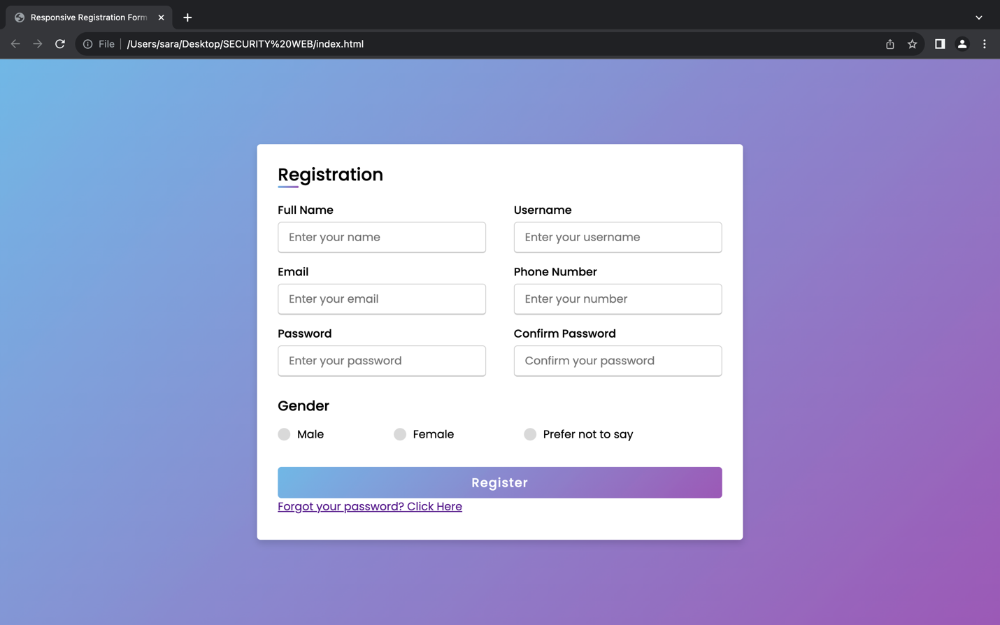 Responsive Registration Form
File /Users/sara/Desktop/SECURITY%20WEB/index.html
Registration
Full Name Username
Enter your name Enter your username
Email Phone Number
Enter your email Enter your number
Password Confirm Password
Enter your password Confirm your password
Gender
Male Female Prefer not to say
Register
Forgot your password? Click Here